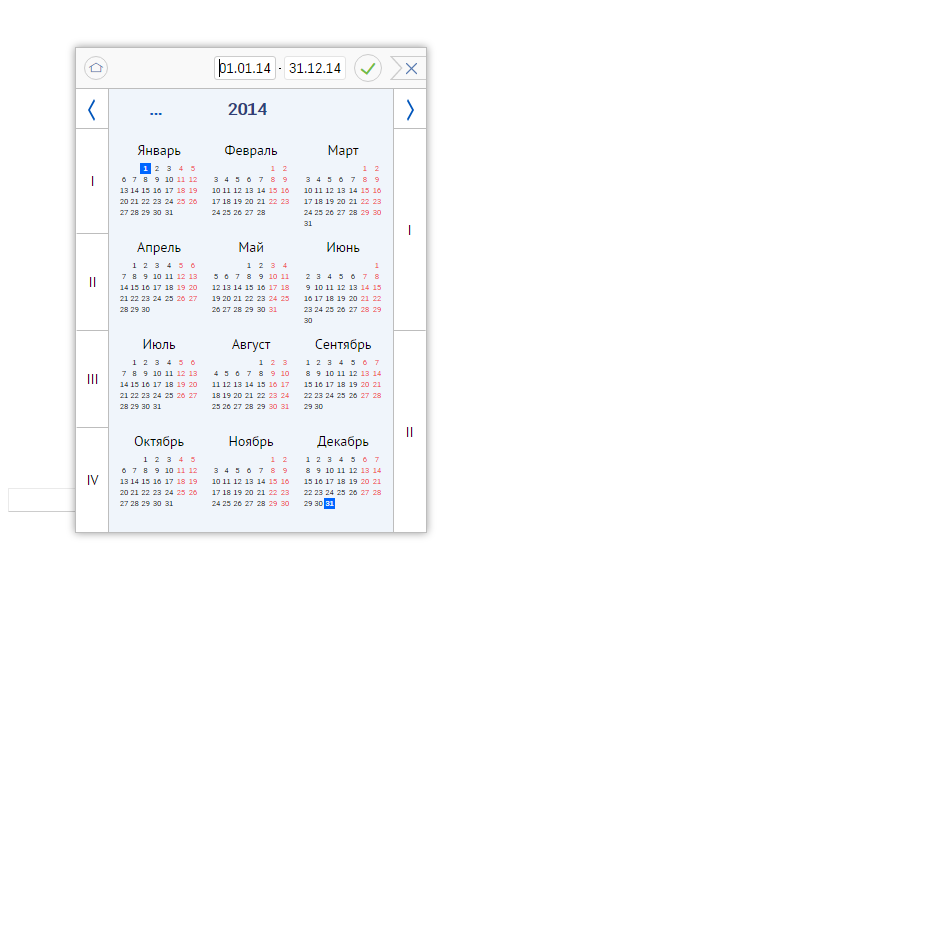 01.01.14 - 31.12.14
... 2014
Январь Февраль Март
1 2 3 4 5 1 2 1 2
I 6 7 8 9 10 11 12 3 4 5 6 7 8 9 3 4 5 6 7 8 9
13 14 15 16 17 18 19 10 11 12 13 14 15 16 10 11 12 13 14 15 16
20 21 22 23 24 25 26 17 18 19 20 21 22 23 17 18 19 20 21 22 23
27 28 29 30 31 24 25 26 27 28 24 25 26 27 28 29 30
31 I
Апрель Май Июнь
1 2 3 4 5 6 1 2 3 4 1
II 7 8 9 10 11 12 13 5 6 7 8 9 10 11 2 3 4 5 6 7 8
14 15 16 17 18 19 20 12 13 14 15 16 17 18 9 10 11 12 13 14 15
21 22 23 24 25 26 27 19 20 21 22 23 24 25 16 17 18 19 20 21 22
28 29 30 26 27 28 29 30 31 23 24 25 26 27 28 29
30
Июль Август Сентябрь
1 2 3 4 5 6 1 2 3 1 2 3 4 5 6 7
III 7 8 9 10 11 12 13 4 5 6 7 8 9 10 8 9 10 11 12 13 14
14 15 16 17 18 19 20 11 12 13 14 15 16 17 15 16 17 18 19 20 21
21 22 23 24 25 26 27 18 19 20 21 22 23 24 22 23 24 25 26 27 28
28 29 30 31 25 26 27 28 29 30 31 29 30
II
Октябрь Ноябрь Декабрь
1 2 3 4 5 1 2 1 2 3 4 5 6 7
6 7 8 9 10 11 12 3 4 5 6 7 8 9 8 9 10 11 12 13 14
IV 13 14 15 16 17 18 19 10 11 12 13 14 15 16 15 16 17 18 19 20 21
20 21 22 23 24 25 26 17 18 19 20 21 22 23 22 23 24 25 26 27 28
27 28 29 30 31 24 25 26 27 28 29 30 29 30 31